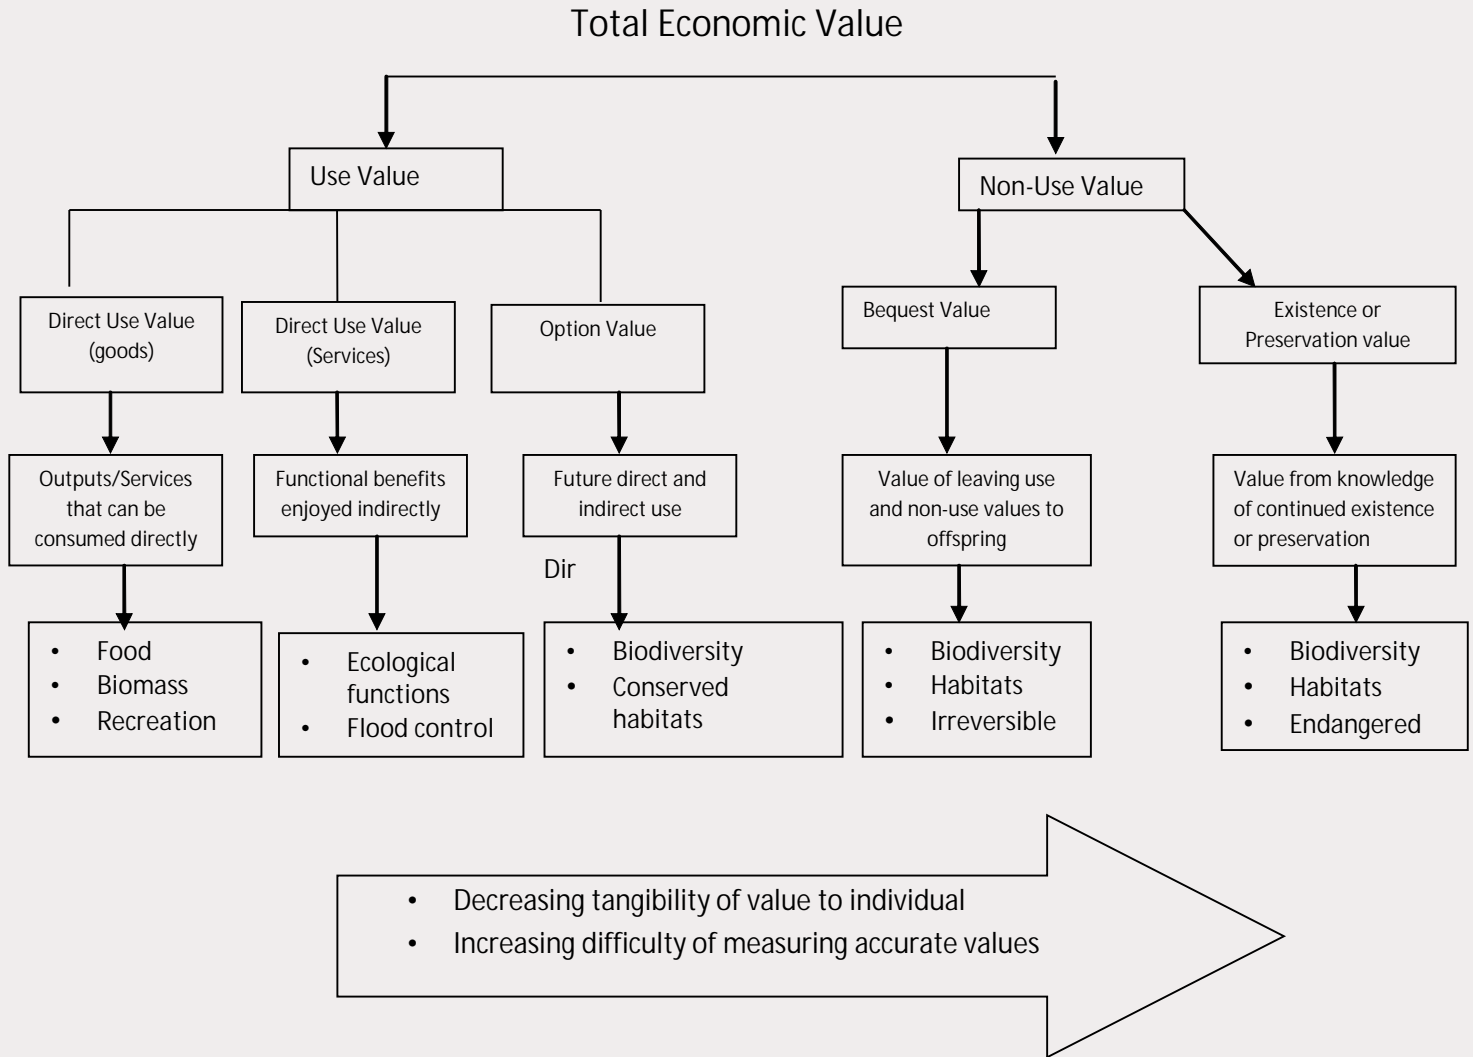 Total Economic Value
Use Value
Non-Use Value
Direct Use Value
(goods)
Direct Use Value
(Services)
Option Value
Bequest Value
Existence or
Preservation value
Outputs/Services
that can be
consumed directly
Functional benefits
enjoyed indirectly
Future direct and
indirect use
Value of leaving use
and non-use values to
offspring
Value from knowledge
of continued existence
or preservation
Dir
• Food
• Biomass
• Recreation
• Ecological
functions
• Flood control
• Biodiversity
• Conserved
habitats
• Biodiversity
• Habitats
• Irreversible
• Biodiversity
• Habitats
• Endangered
• Decreasing tangibility of value to individual
• Increasing difficulty of measuring accurate values